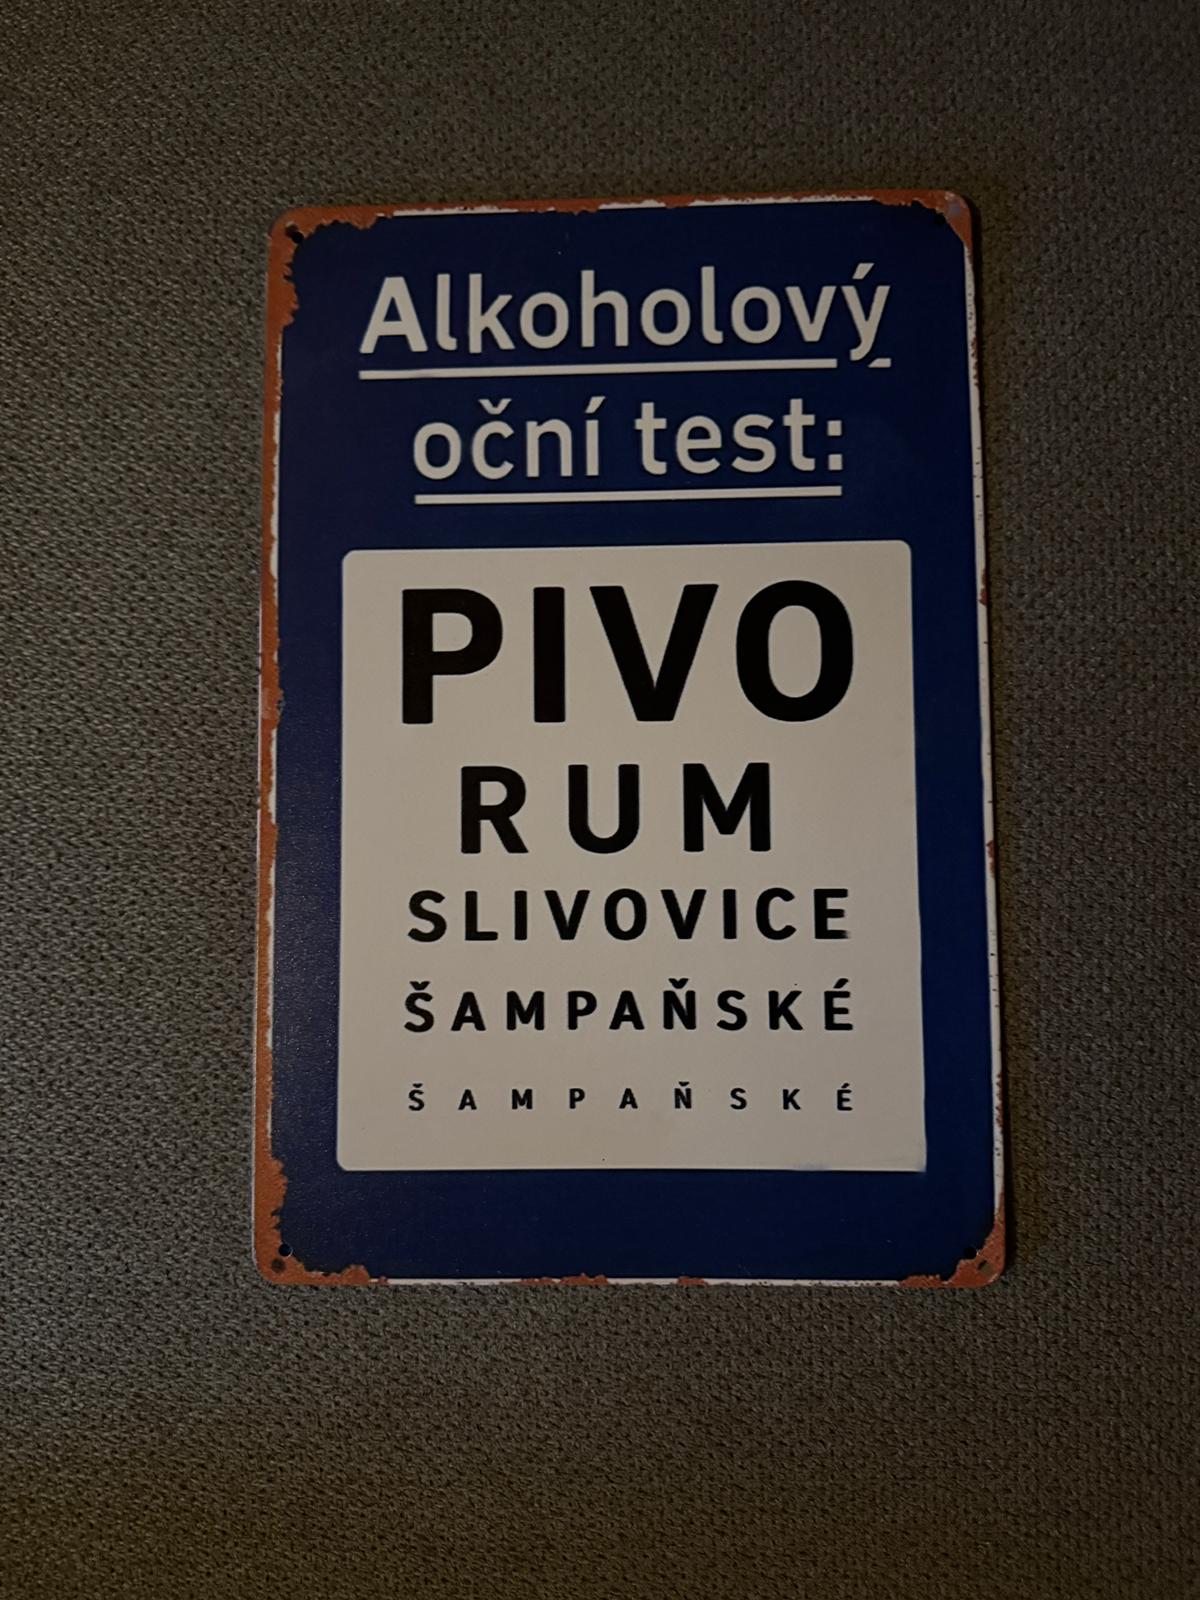 Alkoholový
oční test:
PIVO
RUM
SLIVOVICE
ŠAMPAŇSKÉ
ŠAMPAŇSKÉ